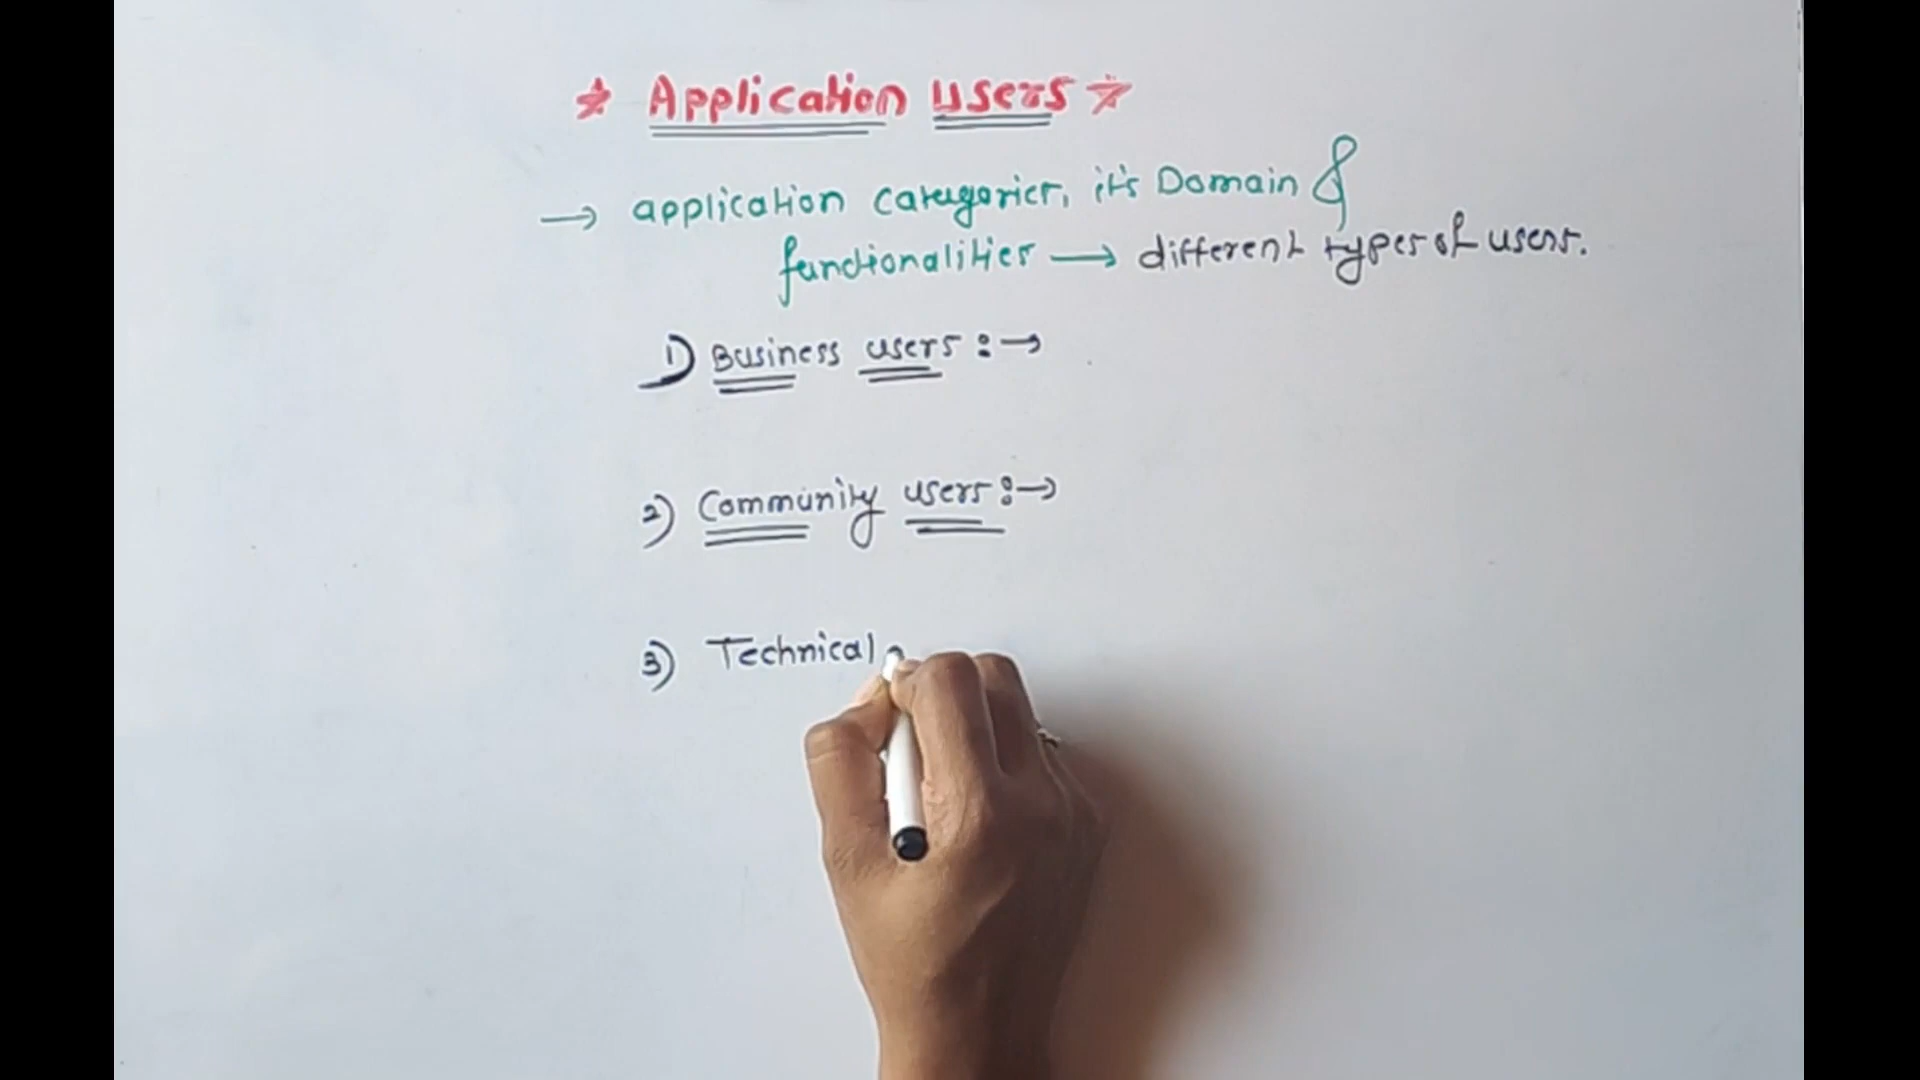 * Application users *
→ application categories, it's Domain &
functionalities → different types of users.
1) Business users :→
2) Community users :→
3) Technical